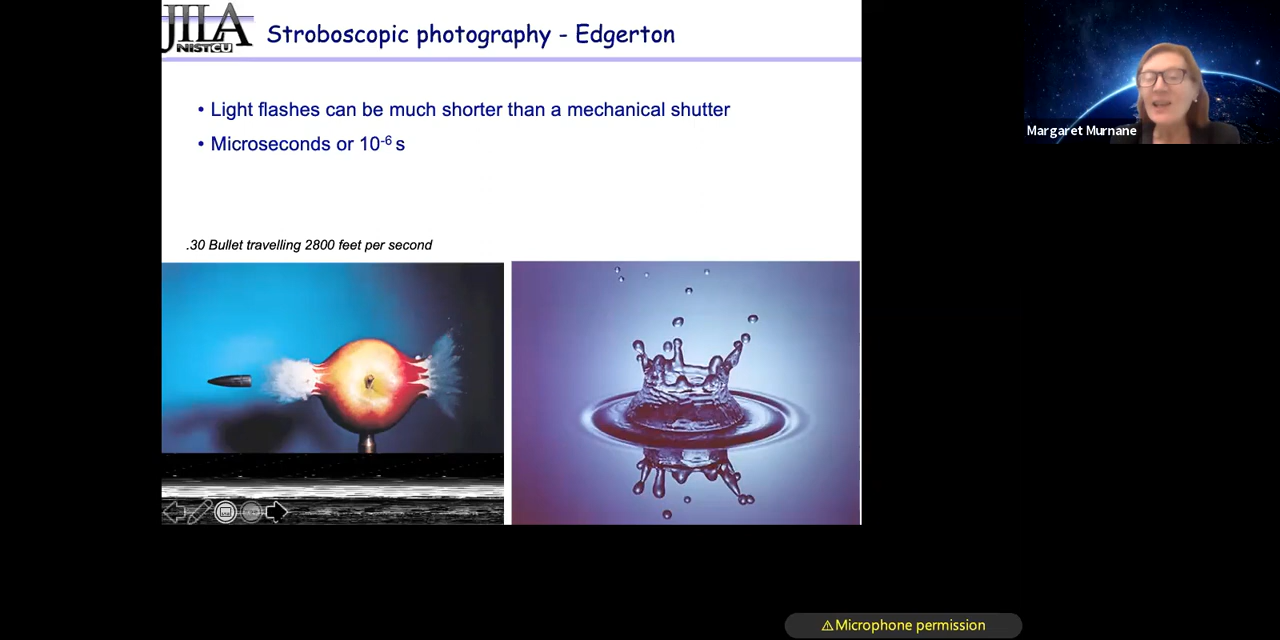 JILA
NIST CU
Stroboscopic photography - Edgerton
• Light flashes can be much shorter than a mechanical shutter
• Microseconds or 10⁻⁶ s
.30 Bullet travelling 2800 feet per second
Margaret Murnane
⚠Microphone permission